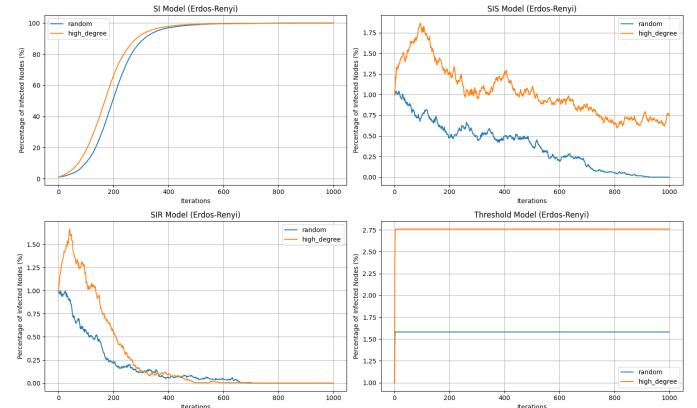 SI Model (Erdos-Renyi)
Percentage of Infected Nodes (%)
100
80
60
40
20
0
random
high_degree
0
200
400
600
800
1000
Iterations
SIS Model (Erdos-Renyi)
Percentage of Infected Nodes (%)
1.75
1.50
1.25
1.00
0.75
0.50
0.25
0.00
random
high_degree
0
200
400
600
800
1000
Iterations
SIR Model (Erdos-Renyi)
Percentage of Infected Nodes (%)
1.50
1.25
1.00
0.75
0.50
0.25
0.00
random
high_degree
0
200
400
600
800
1000
Iterations
Threshold Model (Erdos-Renyi)
Percentage of Infected Nodes (%)
2.75
2.50
2.25
2.00
1.75
1.50
1.25
1.00
random
high_degree
0
200
400
600
800
1000
Iterations